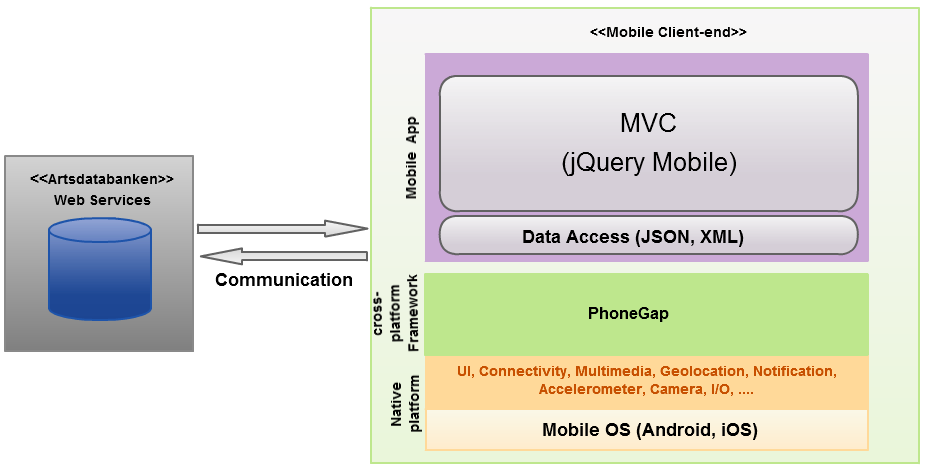 <<Mobile Client-end>>
Mobile App
MVC
(jQuery Mobile)
Data Access (JSON, XML)
<<Artsdatabanken>>
Web Services
Communication
cross-
platform
Framework
PhoneGap
Native
platform
UI, Connectivity, Multimedia, Geolocation, Notification,
Accelerometer, Camera, I/O, ....
Mobile OS (Android, iOS)